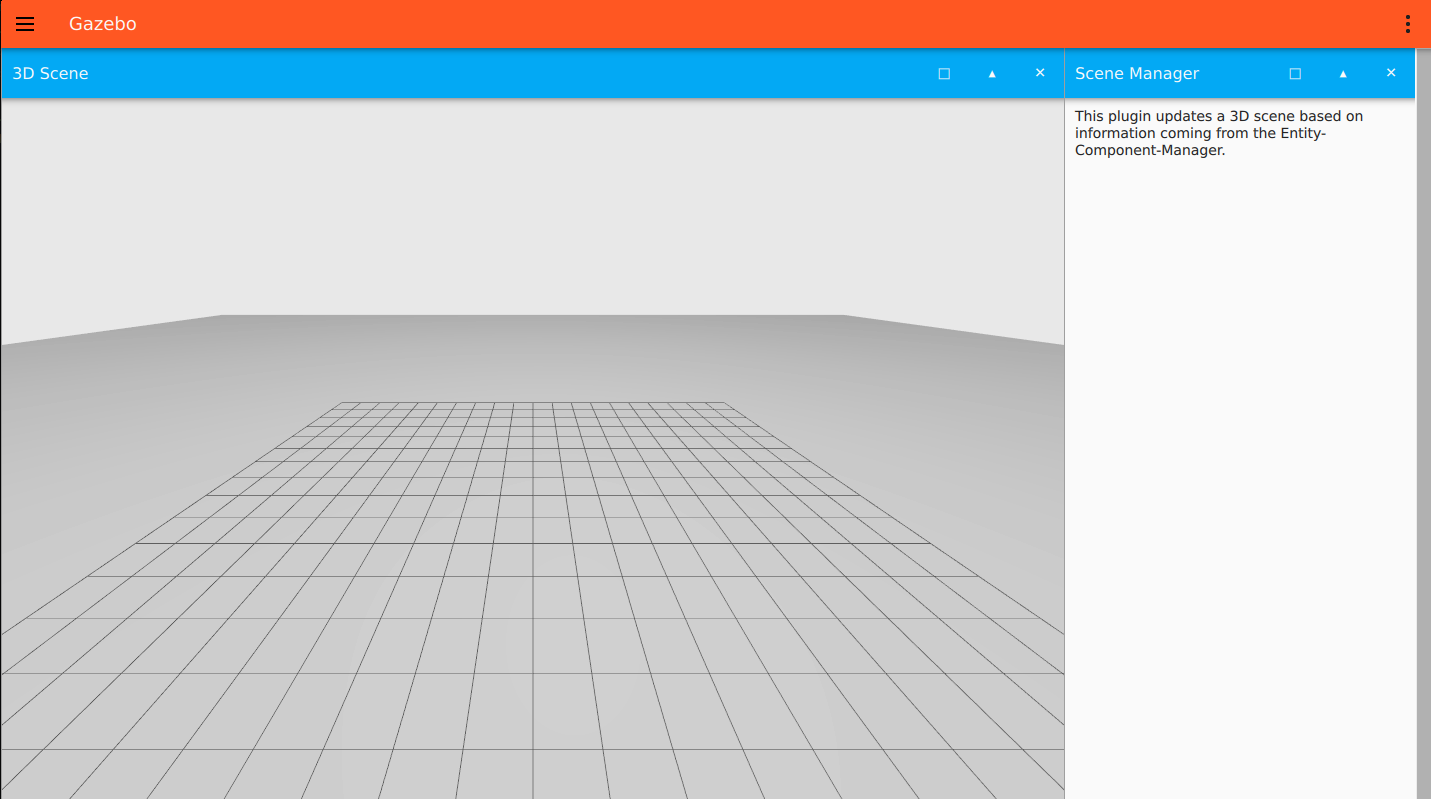 Gazebo
3D Scene
Scene Manager
This plugin updates a 3D scene based on
information coming from the Entity-
Component-Manager.